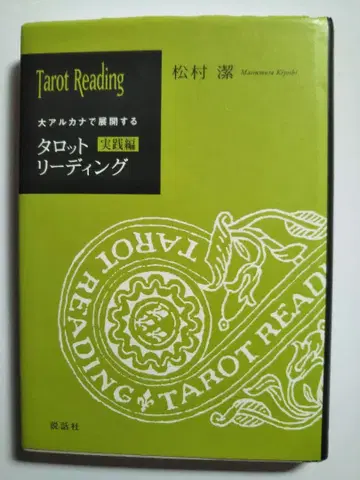 Tarot Reading
大アルカナで展開する
タロット 実践編
リーディング
松村 潔 Matsumura Kiyoshi
TAROT READING TAROT READ
説話社